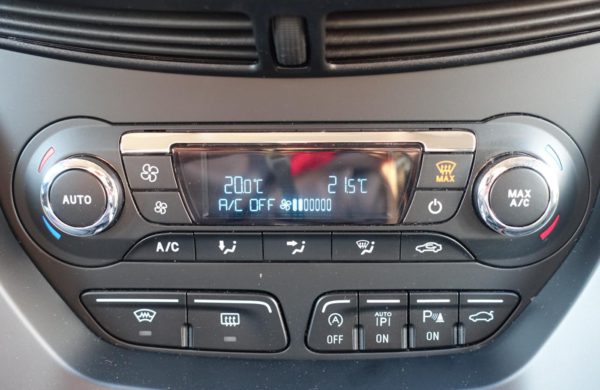 AUTO
20.0°C
21.5°C
A/C OFF
MAX
MAX
A/C
A/C
A
OFF
AUTO
P
ON
P
ON